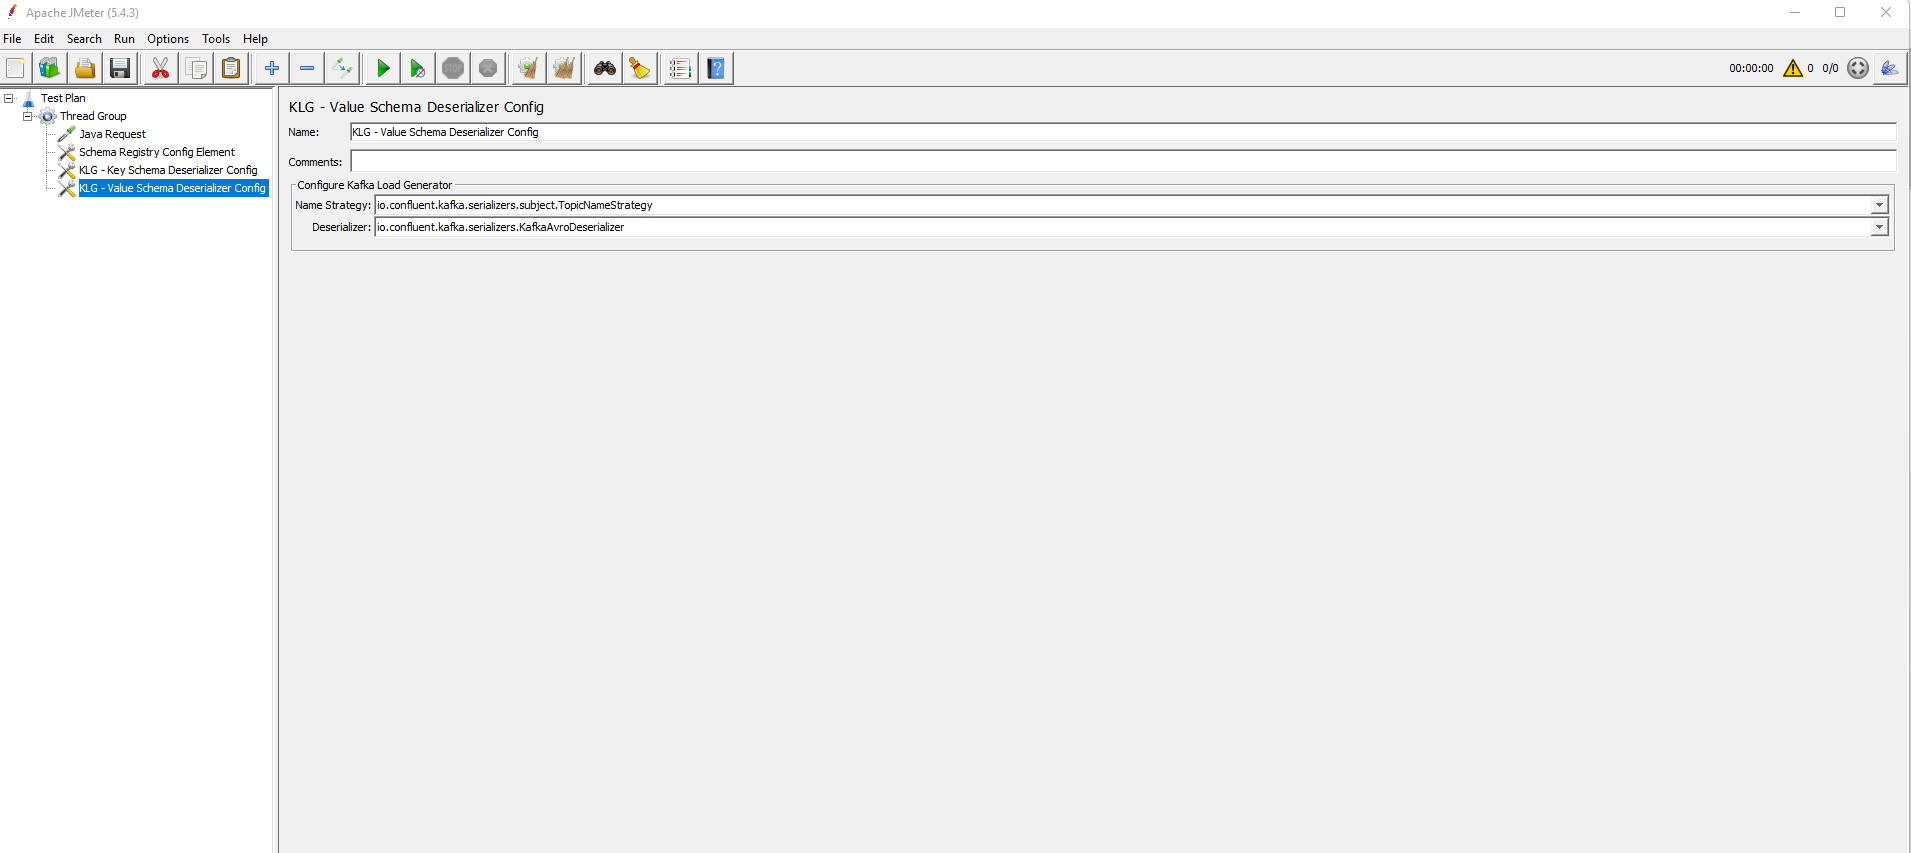 Apache JMeter (5.4.3)
File Edit Search Run Options Tools Help
STOP
00:00:00 0 0/0
?
Test Plan
Thread Group
Java Request
Schema Registry Config Element
KLG - Key Schema Deserializer Config
KLG - Value Schema Deserializer Config
KLG - Value Schema Deserializer Config
Name: KLG - Value Schema Deserializer Config
Comments:
Configure Kafka Load Generator
Name Strategy: io.confluent.kafka.serializers.subject.TopicNameStrategy
Deserializer: io.confluent.kafka.serializers.KafkaAvroDeserializer